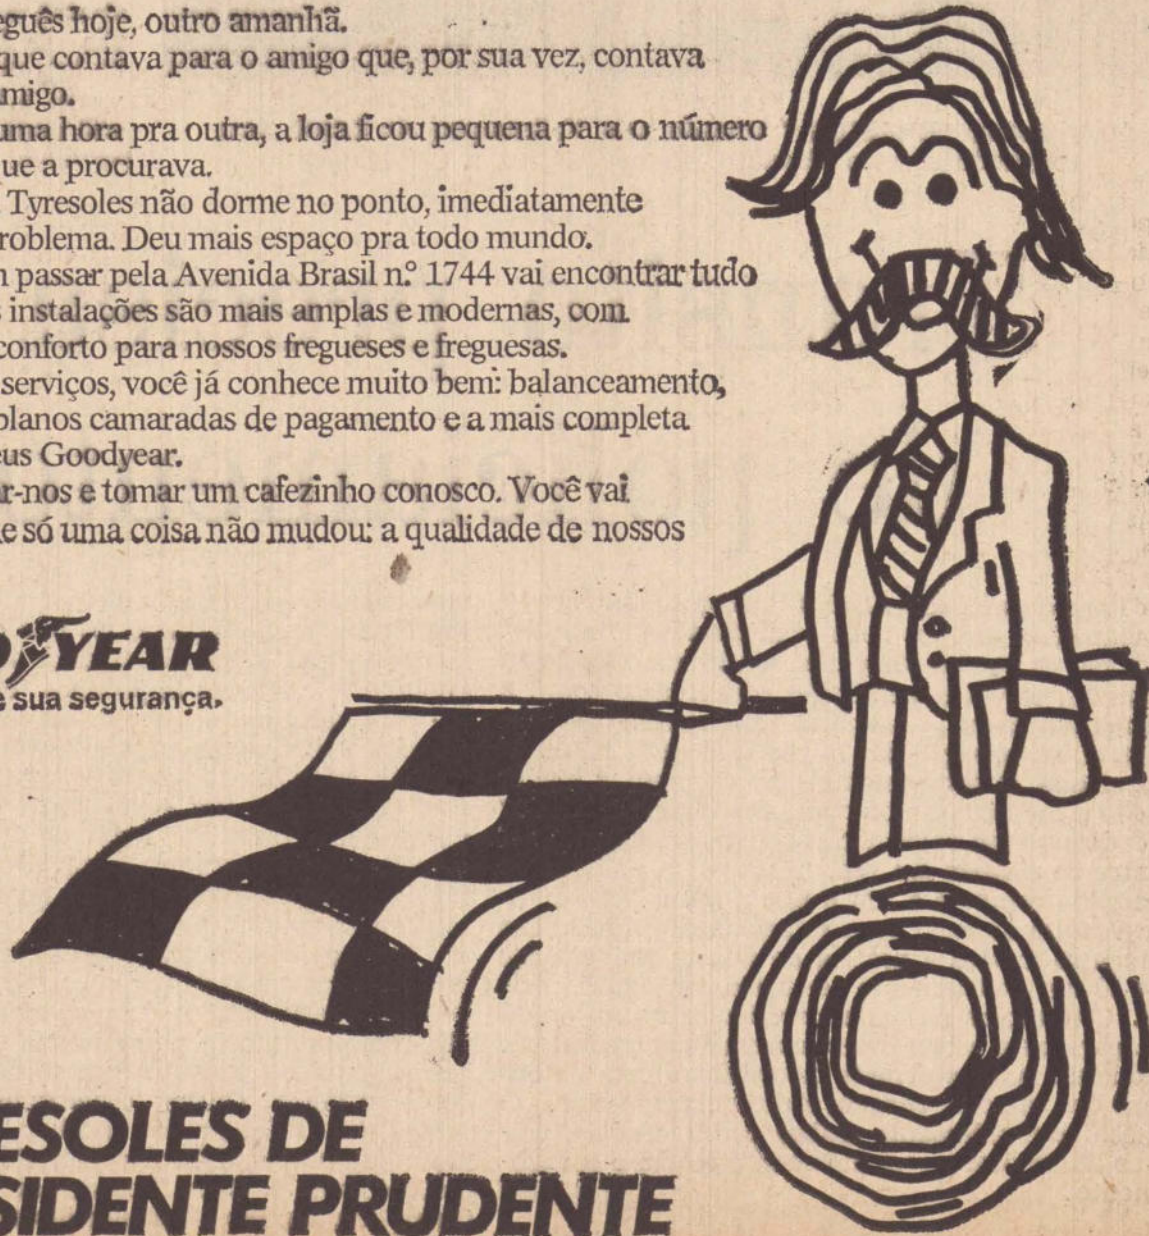 eguês hoje, outro amanhã.
que contava para o amigo que, por sua vez, contava
migo.
uma hora pra outra, a loja ficou pequena para o número
ue a procurava.
Tyresoles não dorme no ponto, imediatamente
roblema. Deu mais espaço pra todo mundo.
passar pela Avenida Brasil n.º 1744 vai encontrar tudo
s instalações são mais amplas e modernas, com
conforto para nossos fregueses e freguesas.
serviços, você já conhece muito bem: balanceamento,
planos camaradas de pagamento e a mais completa
eus Goodyear.
r-nos e tomar um cafezinho conosco. Você vai
e só uma coisa não mudou: a qualidade de nossos
YEAR
e sua segurança.
ESOLES DE
SIDENTE PRUDENTE